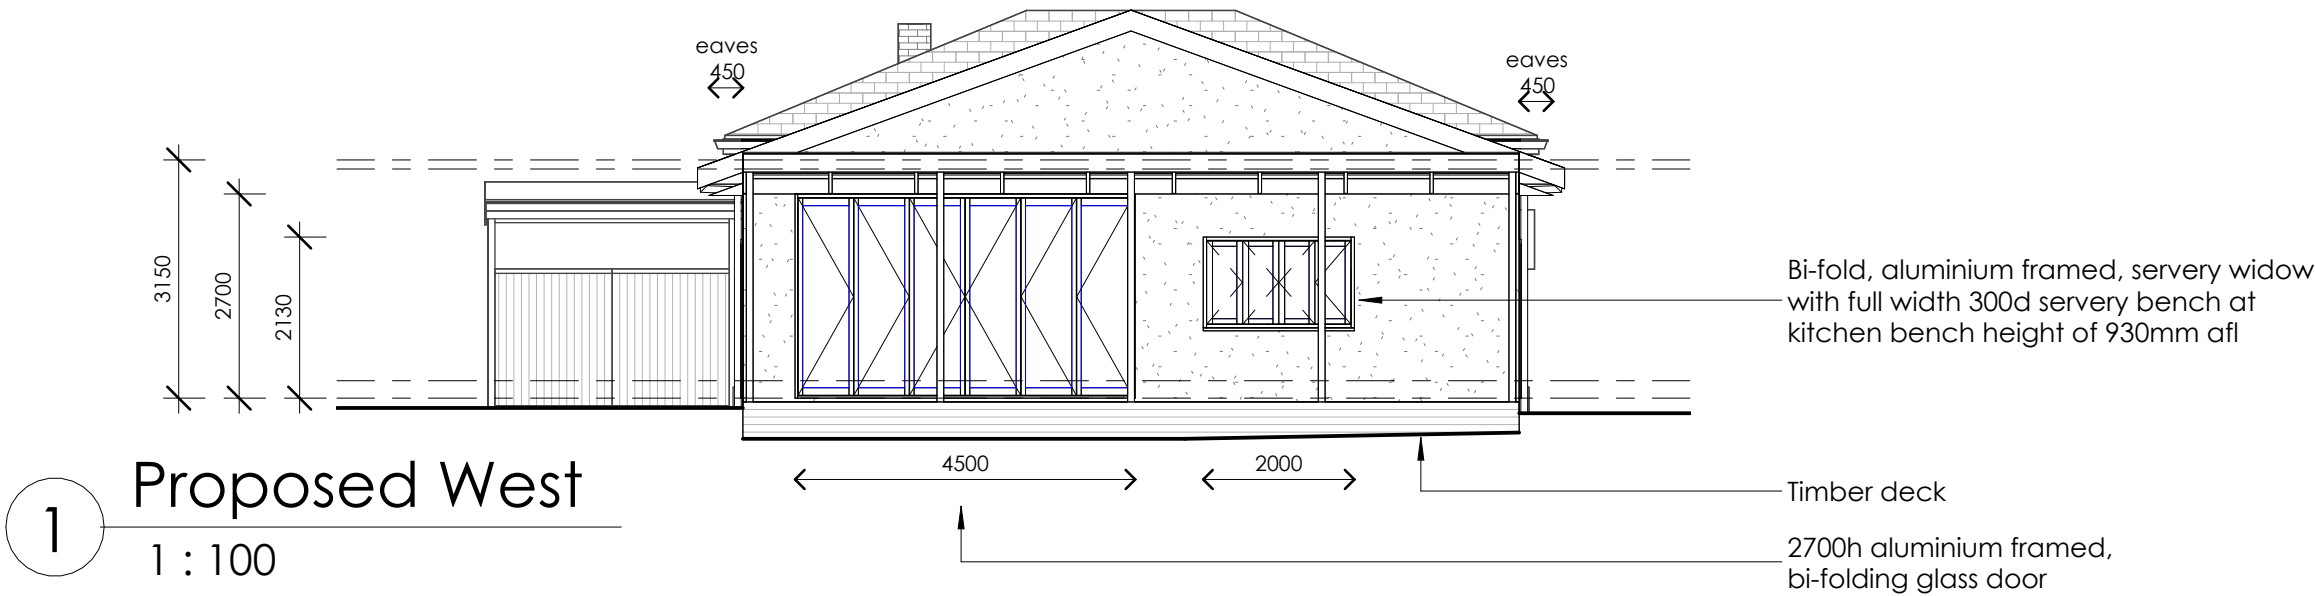 eaves
450
eaves
450
3150
2700
2130
Bi-fold, aluminium framed, servery widow
with full width 300d servery bench at
kitchen bench height of 930mm afl
4500
2000
Timber deck
2700h aluminium framed,
bi-folding glass door
1
Proposed West
1 : 100